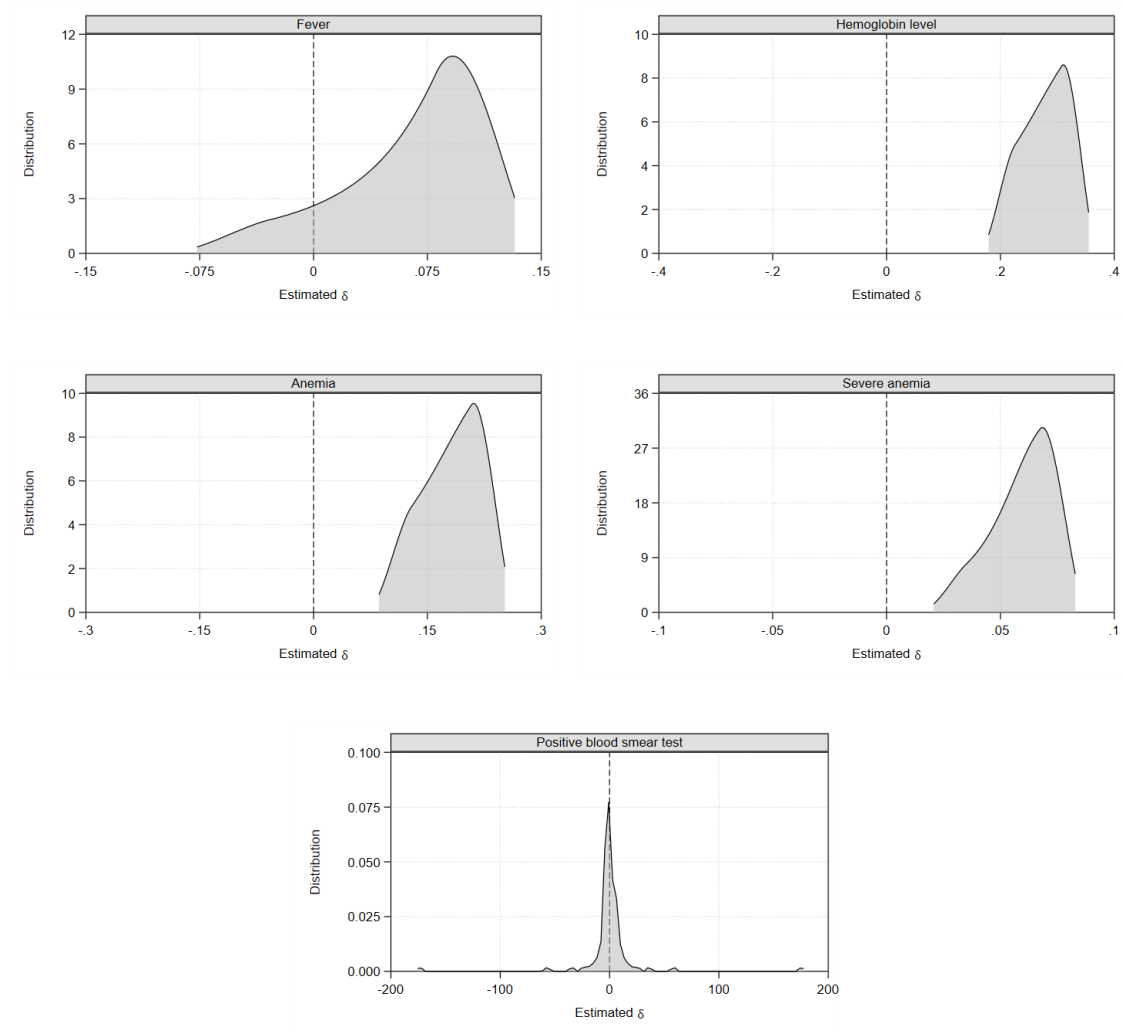 Fever
12
9
6
3
0
Distribution
-.15 -.075 0 .075 .15
Estimated δ
Hemoglobin level
10
8
6
4
2
0
Distribution
-.4 -.2 0 .2 .4
Estimated δ
Anemia
10
8
6
4
2
0
Distribution
-.3 -.15 0 .15 .3
Estimated δ
Severe anemia
36
27
18
9
0
Distribution
-.1 -.05 0 .05 .1
Estimated δ
Positive blood smear test
0.100
0.075
0.050
0.025
0.000
Distribution
-200 -100 0 100 200
Estimated δ